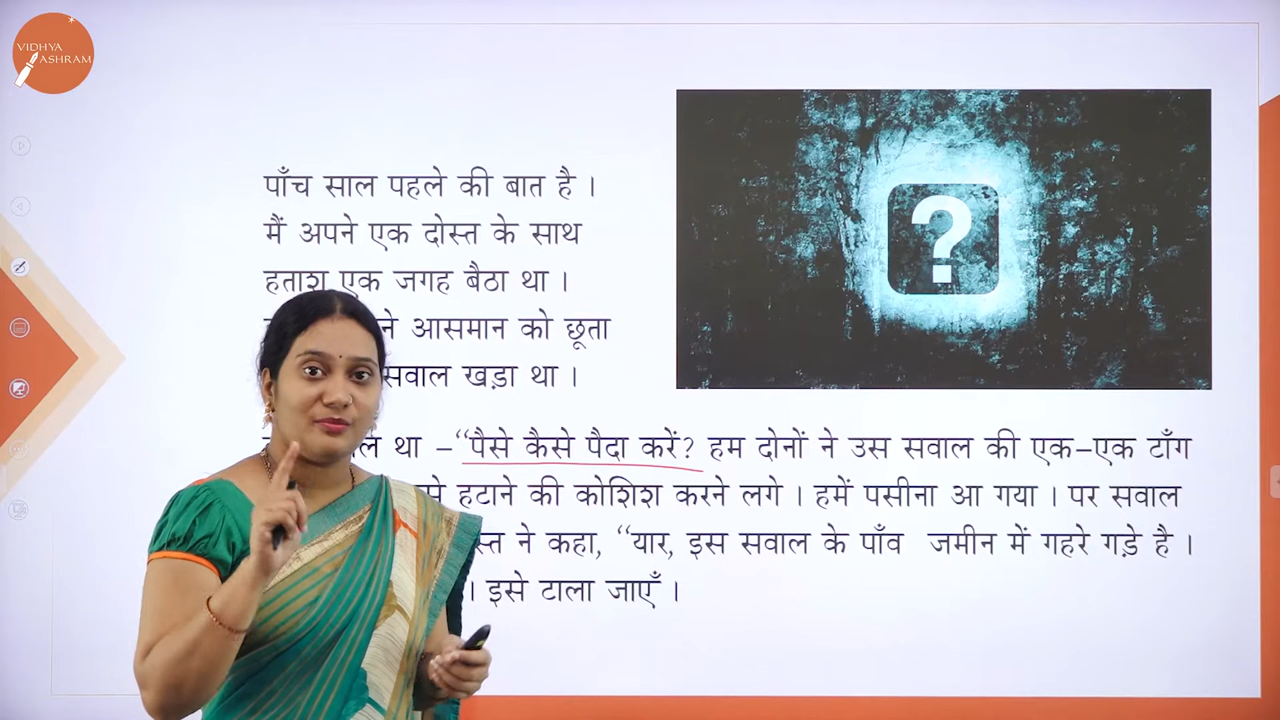 VIDHYA
ASHRAM
पाँच साल पहले की बात है ।
मैं अपने एक दोस्त के साथ
हताश एक जगह बैठा था ।
ने आसमान को छूता
सवाल खड़ा था ।
था –“पैसे कैसे पैदा करें? हम दोनों ने उस सवाल की एक–एक टाँग
हटाने की कोशिश करने लगे । हमें पसीना आ गया । पर सवाल
ने कहा, “यार, इस सवाल के पाँव जमीन में गहरे गड़े है ।
। इसे टाला जाएँ ।
?